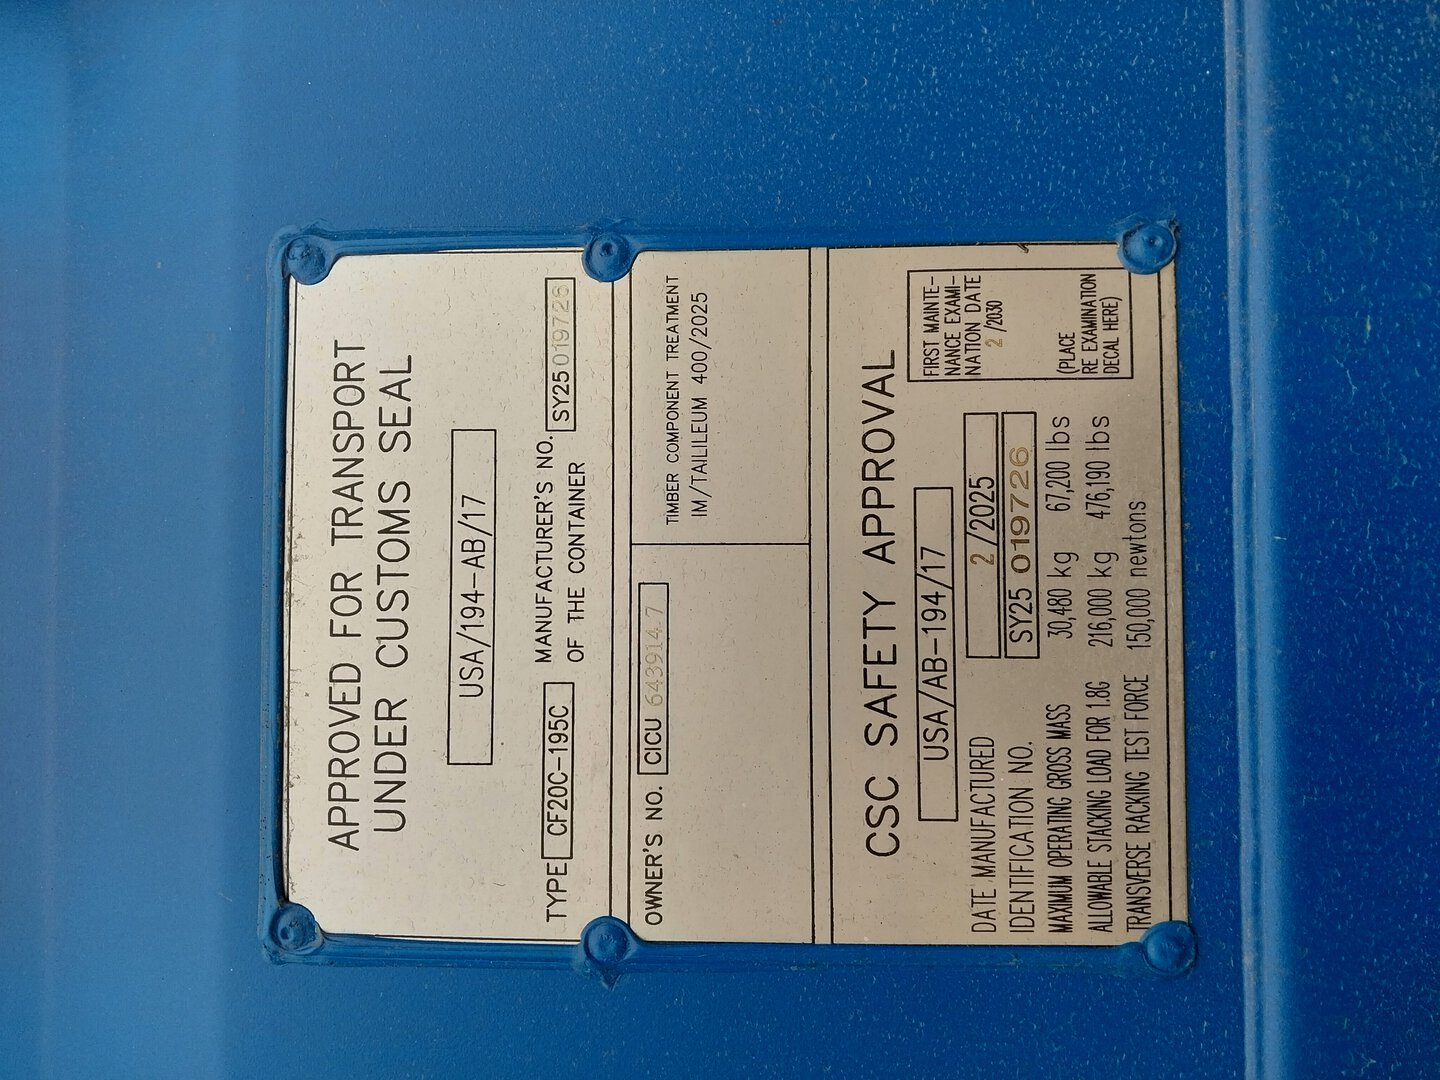 APPROVED FOR TRANSPORT
UNDER CUSTOMS SEAL
USA/194-AB/17
TYPE CF20C-195C MANUFACTURER'S NO. SY25 019726
OF THE CONTAINER
OWNER'S NO. CICU 643914 7
TIMBER COMPONENT TREATMENT
IM/TAILILEUM 400/2025
CSC SAFETY APPROVAL
USA/AB-194/17
DATE MANUFACTURED 2/2025
IDENTIFICATION NO. SY25 019726
MAXIMUM OPERATING GROSS MASS 30,480 kg 67,200 lbs
ALLOWABLE STACKING LOAD FOR 1.8G 216,000 kg 476,190 lbs
TRANSVERSE RACKING TEST FORCE 150,000 newtons
FIRST MAINTE-
NANCE EXAMI-
NATION DATE
2/2030
(PLACE
RE EXAMINATION
DECAL HERE)